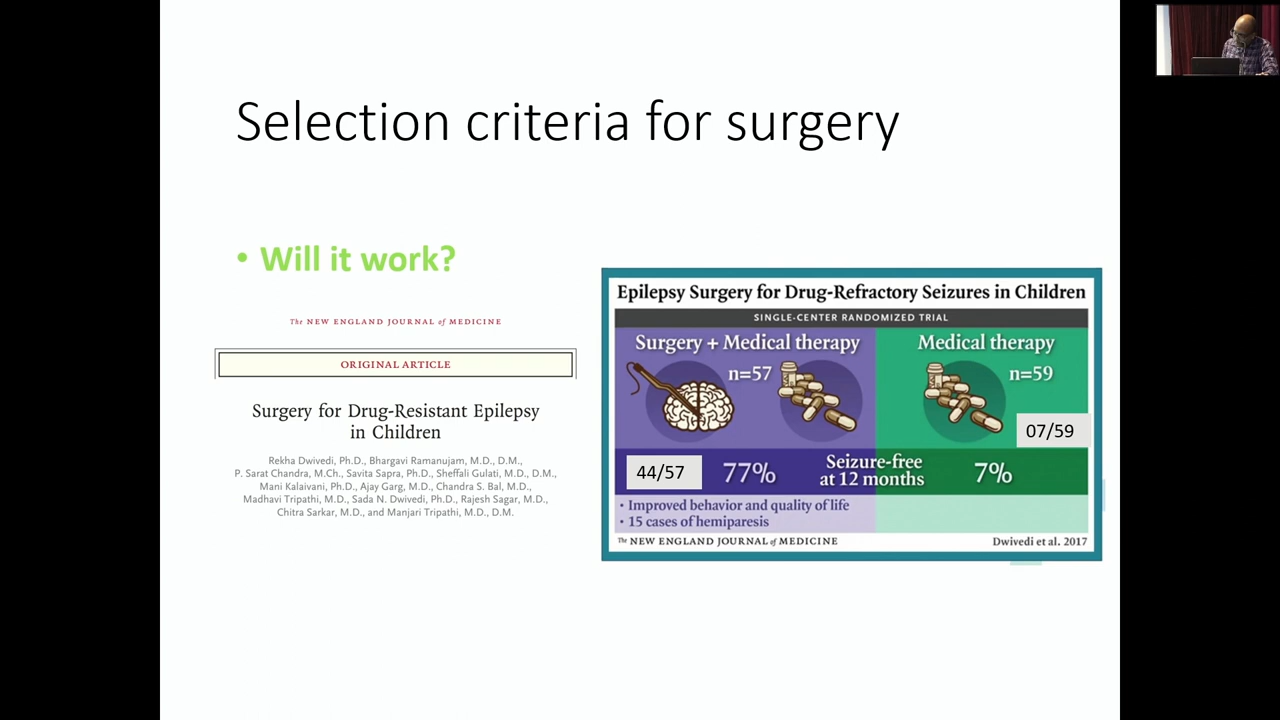 Selection criteria for surgery
• Will it work?
The NEW ENGLAND JOURNAL of MEDICINE
ORIGINAL ARTICLE
Surgery for Drug-Resistant Epilepsy
in Children
Rekha Dwivedi, Ph.D., Bhargavi Ramanujam, M.D., D.M.,
P. Sarat Chandra, M.Ch., Savita Sapra, Ph.D., Sheffali Gulati, M.D., D.M.,
Mani Kalaivani, Ph.D., Ajay Garg, M.D., Chandra S. Bal, M.D.,
Madhavi Tripathi, M.D., Sada N. Dwivedi, Ph.D., Rajesh Sagar, M.D.,
Chitra Sarkar, M.D., and Manjari Tripathi, M.D., D.M.
Epilepsy Surgery for Drug-Refractory Seizures in Children
SINGLE-CENTER RANDOMIZED TRIAL
Surgery + Medical therapy
n=57
Medical therapy
n=59
07/59
44/57
77%
Seizure-free
at 12 months
7%
• Improved behavior and quality of life
• 15 cases of hemiparesis
The NEW ENGLAND JOURNAL of MEDICINE
Dwivedi et al. 2017